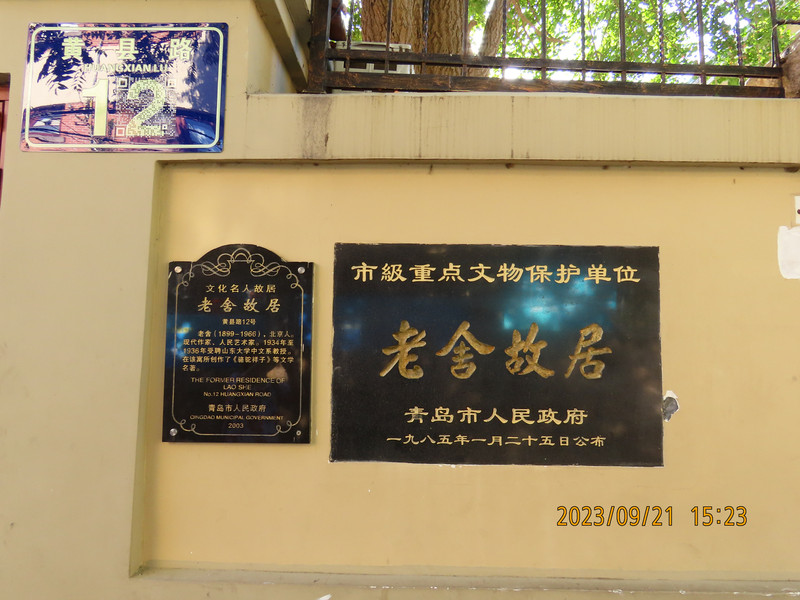 黄县路
HUANGXIAN LU
12
文化名人故居
老舍故居
黄县路12号
老舍（1899-1966），北京人。
现代作家、人民艺术家。1934年至
1936年受聘山东大学中文系教授。
在该寓所创作了《骆驼祥子》等文学
名著。
THE FORMER RESIDENCE OF
LAO SHE
No.12 HUANGXIAN ROAD
青岛市人民政府
QINGDAO MUNICIPAL GOVERNMENT
2003
市級重点文物保护单位
老舍故居
青岛市人民政府
一九八五年一月二十五日公布
2023/09/21 15:23